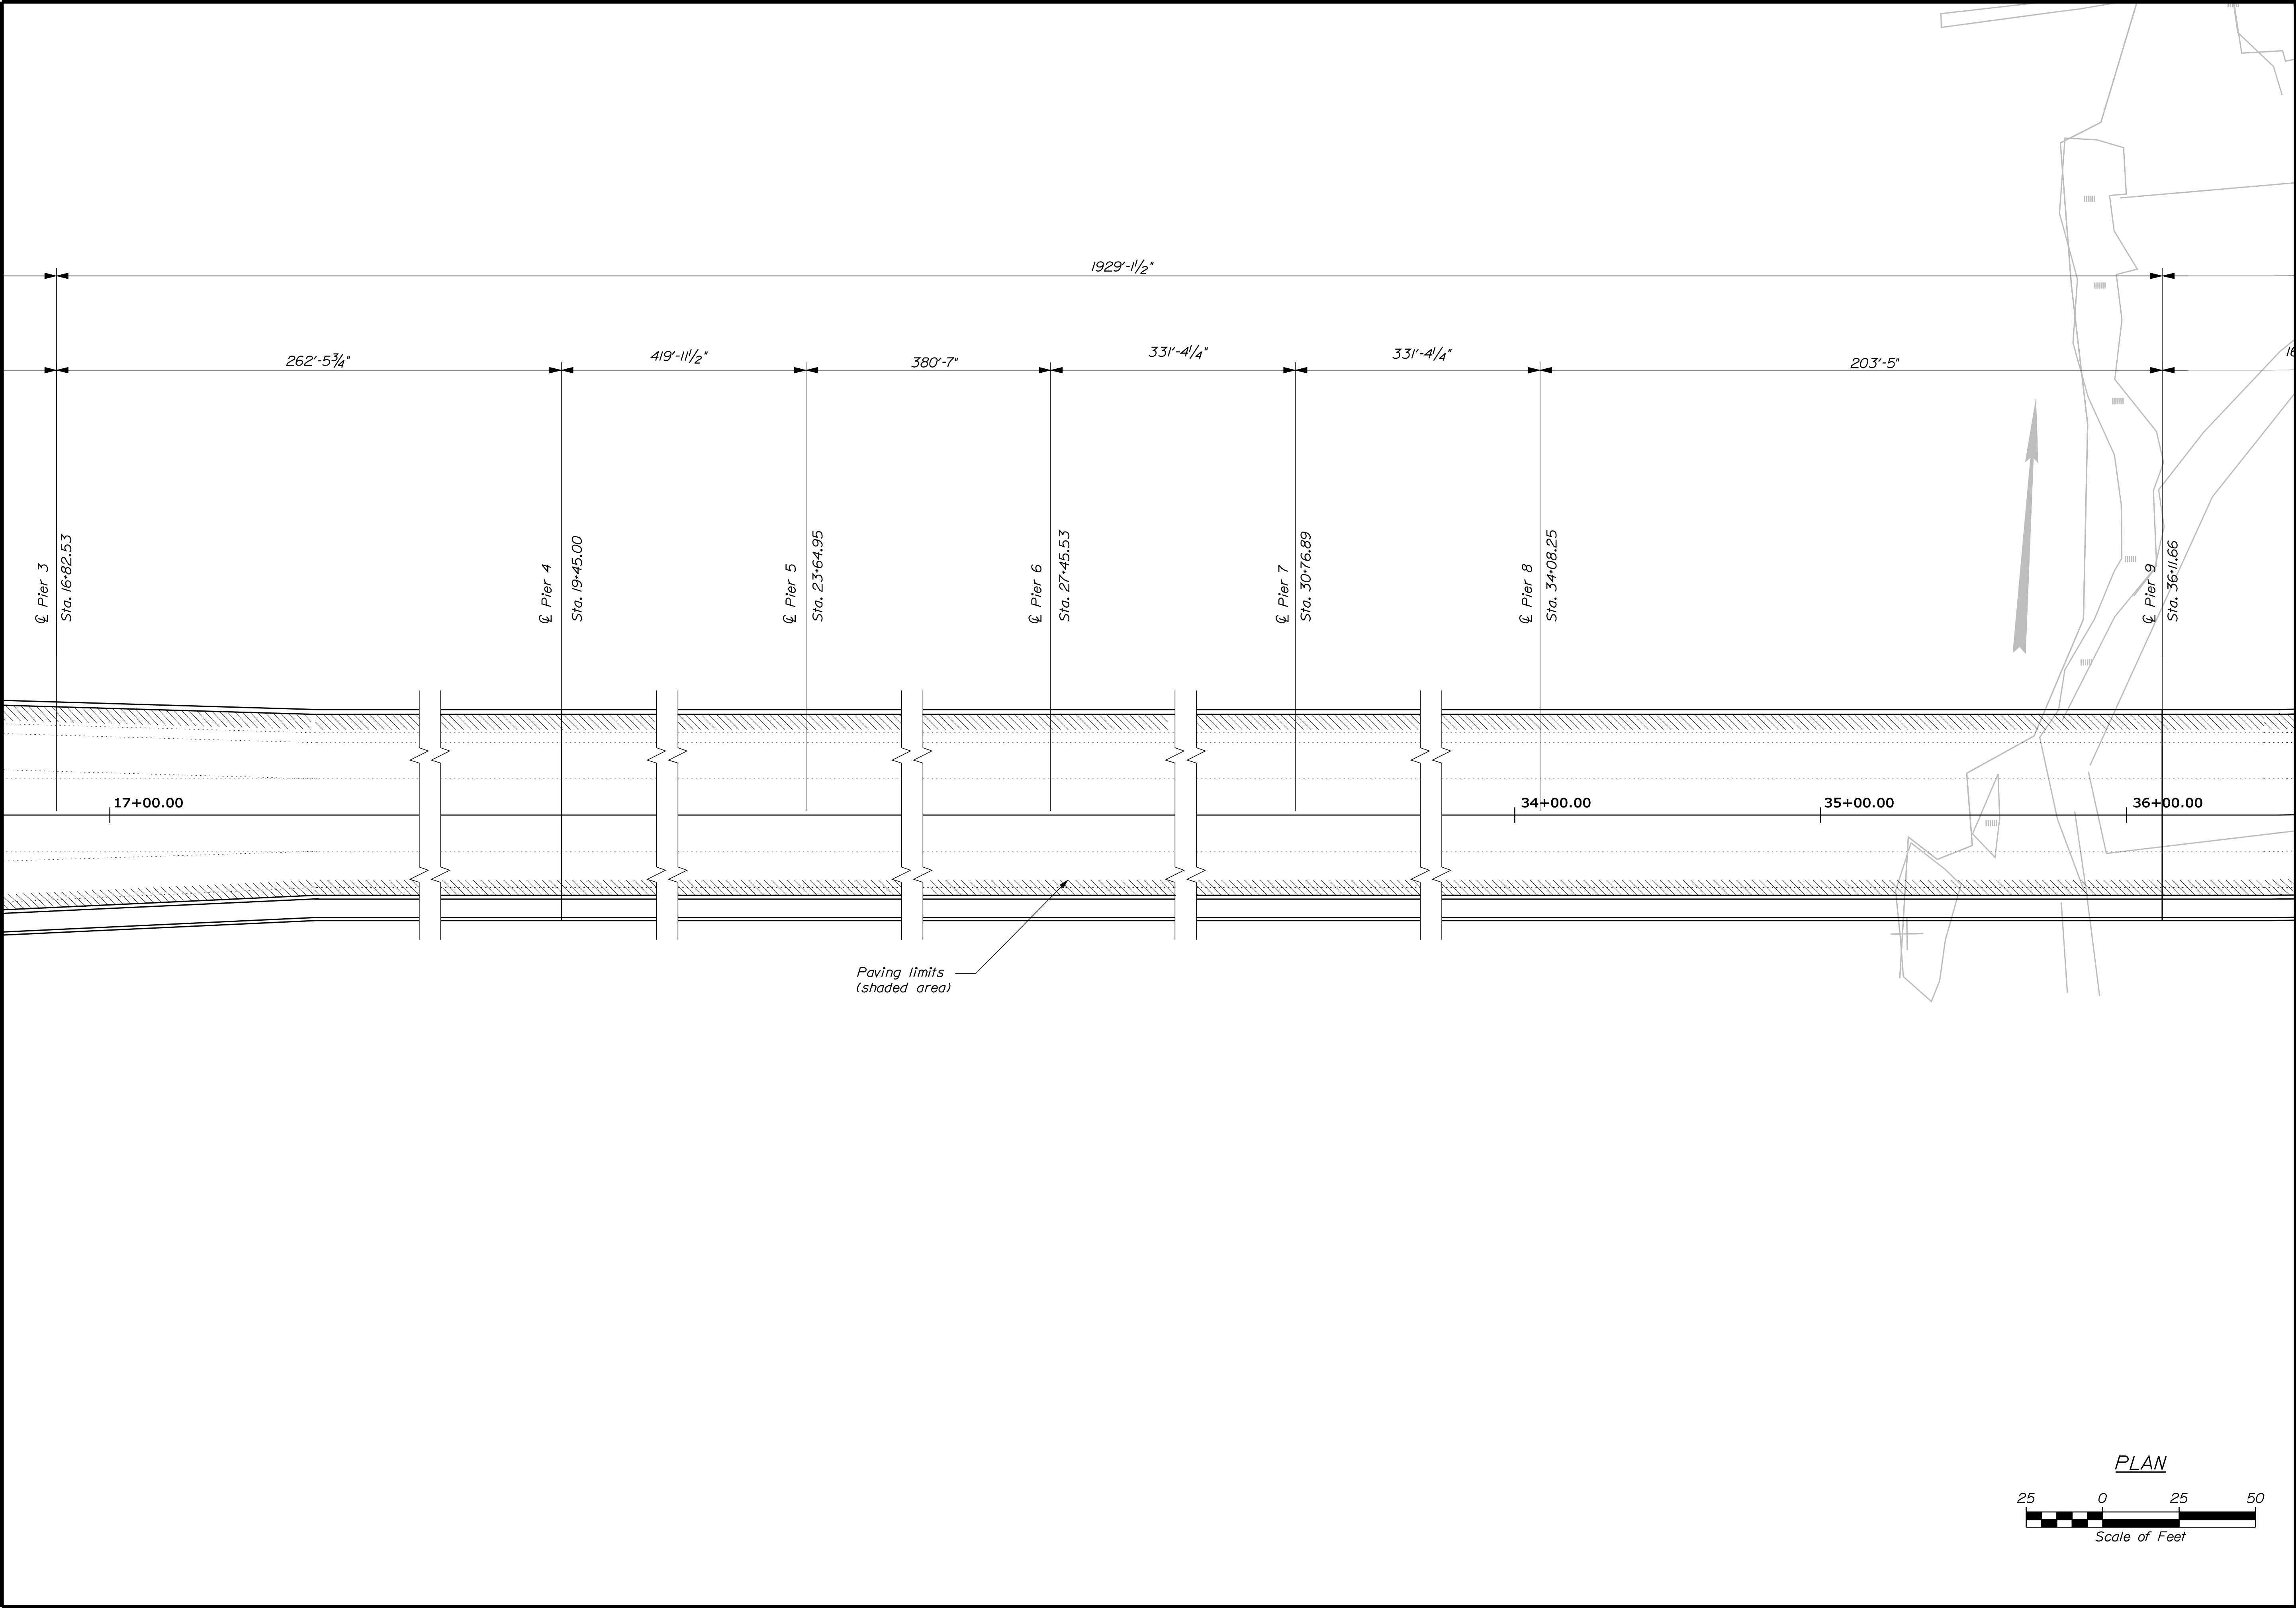 1929'-1½"
262'-5¾"
419'-11½"
380'-7"
331'-4¼"
331'-4¼"
203'-5"
℄ Pier 3
Sta. 16+82.53
℄ Pier 4
Sta. 19+45.00
℄ Pier 5
Sta. 23+64.95
℄ Pier 6
Sta. 27+45.53
℄ Pier 7
Sta. 30+76.89
℄ Pier 8
Sta. 34+08.25
℄ Pier 9
Sta. 36+11.66
17+00.00
34+00.00
35+00.00
36+00.00
Paving limits
(shaded area)
PLAN
25 0 25 50
Scale of Feet